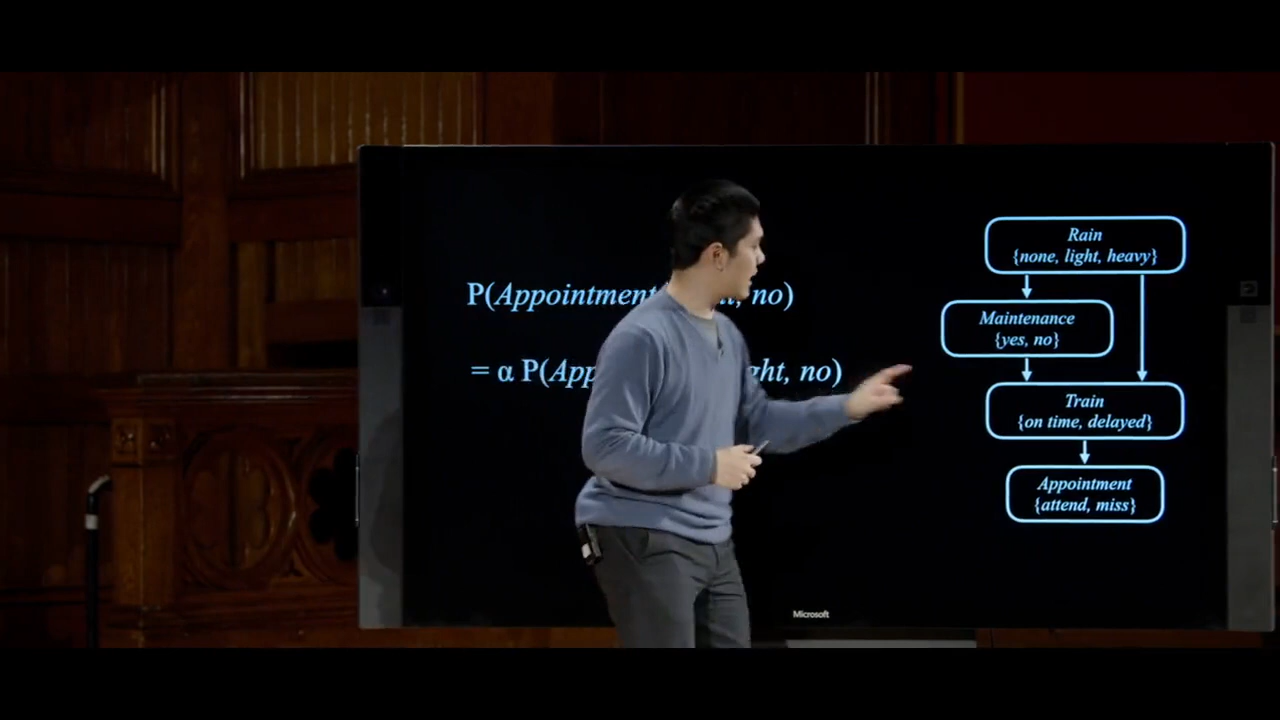 P(Appointment no)
= α P(App ght, no)
Rain
{none, light, heavy}
Maintenance
{yes, no}
Train
{on time, delayed}
Appointment
{attend, miss}
Microsoft